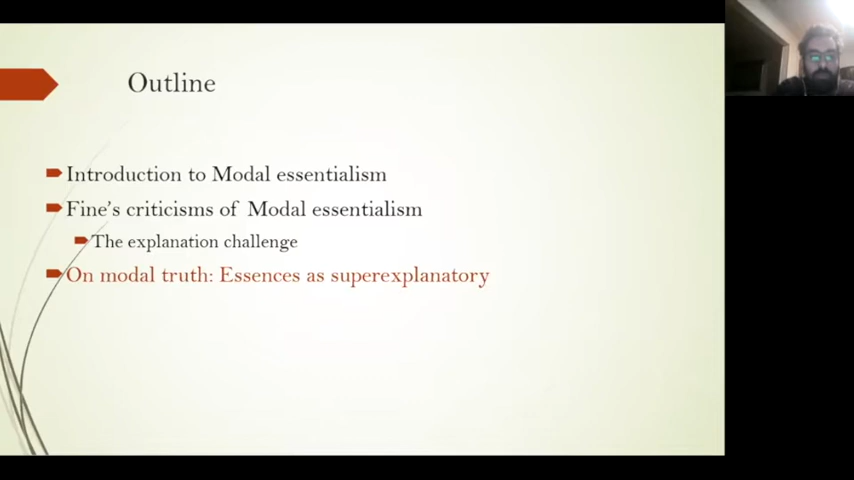 Outline
Introduction to Modal essentialism
Fine's criticisms of Modal essentialism
The explanation challenge
On modal truth: Essences as superexplanatory